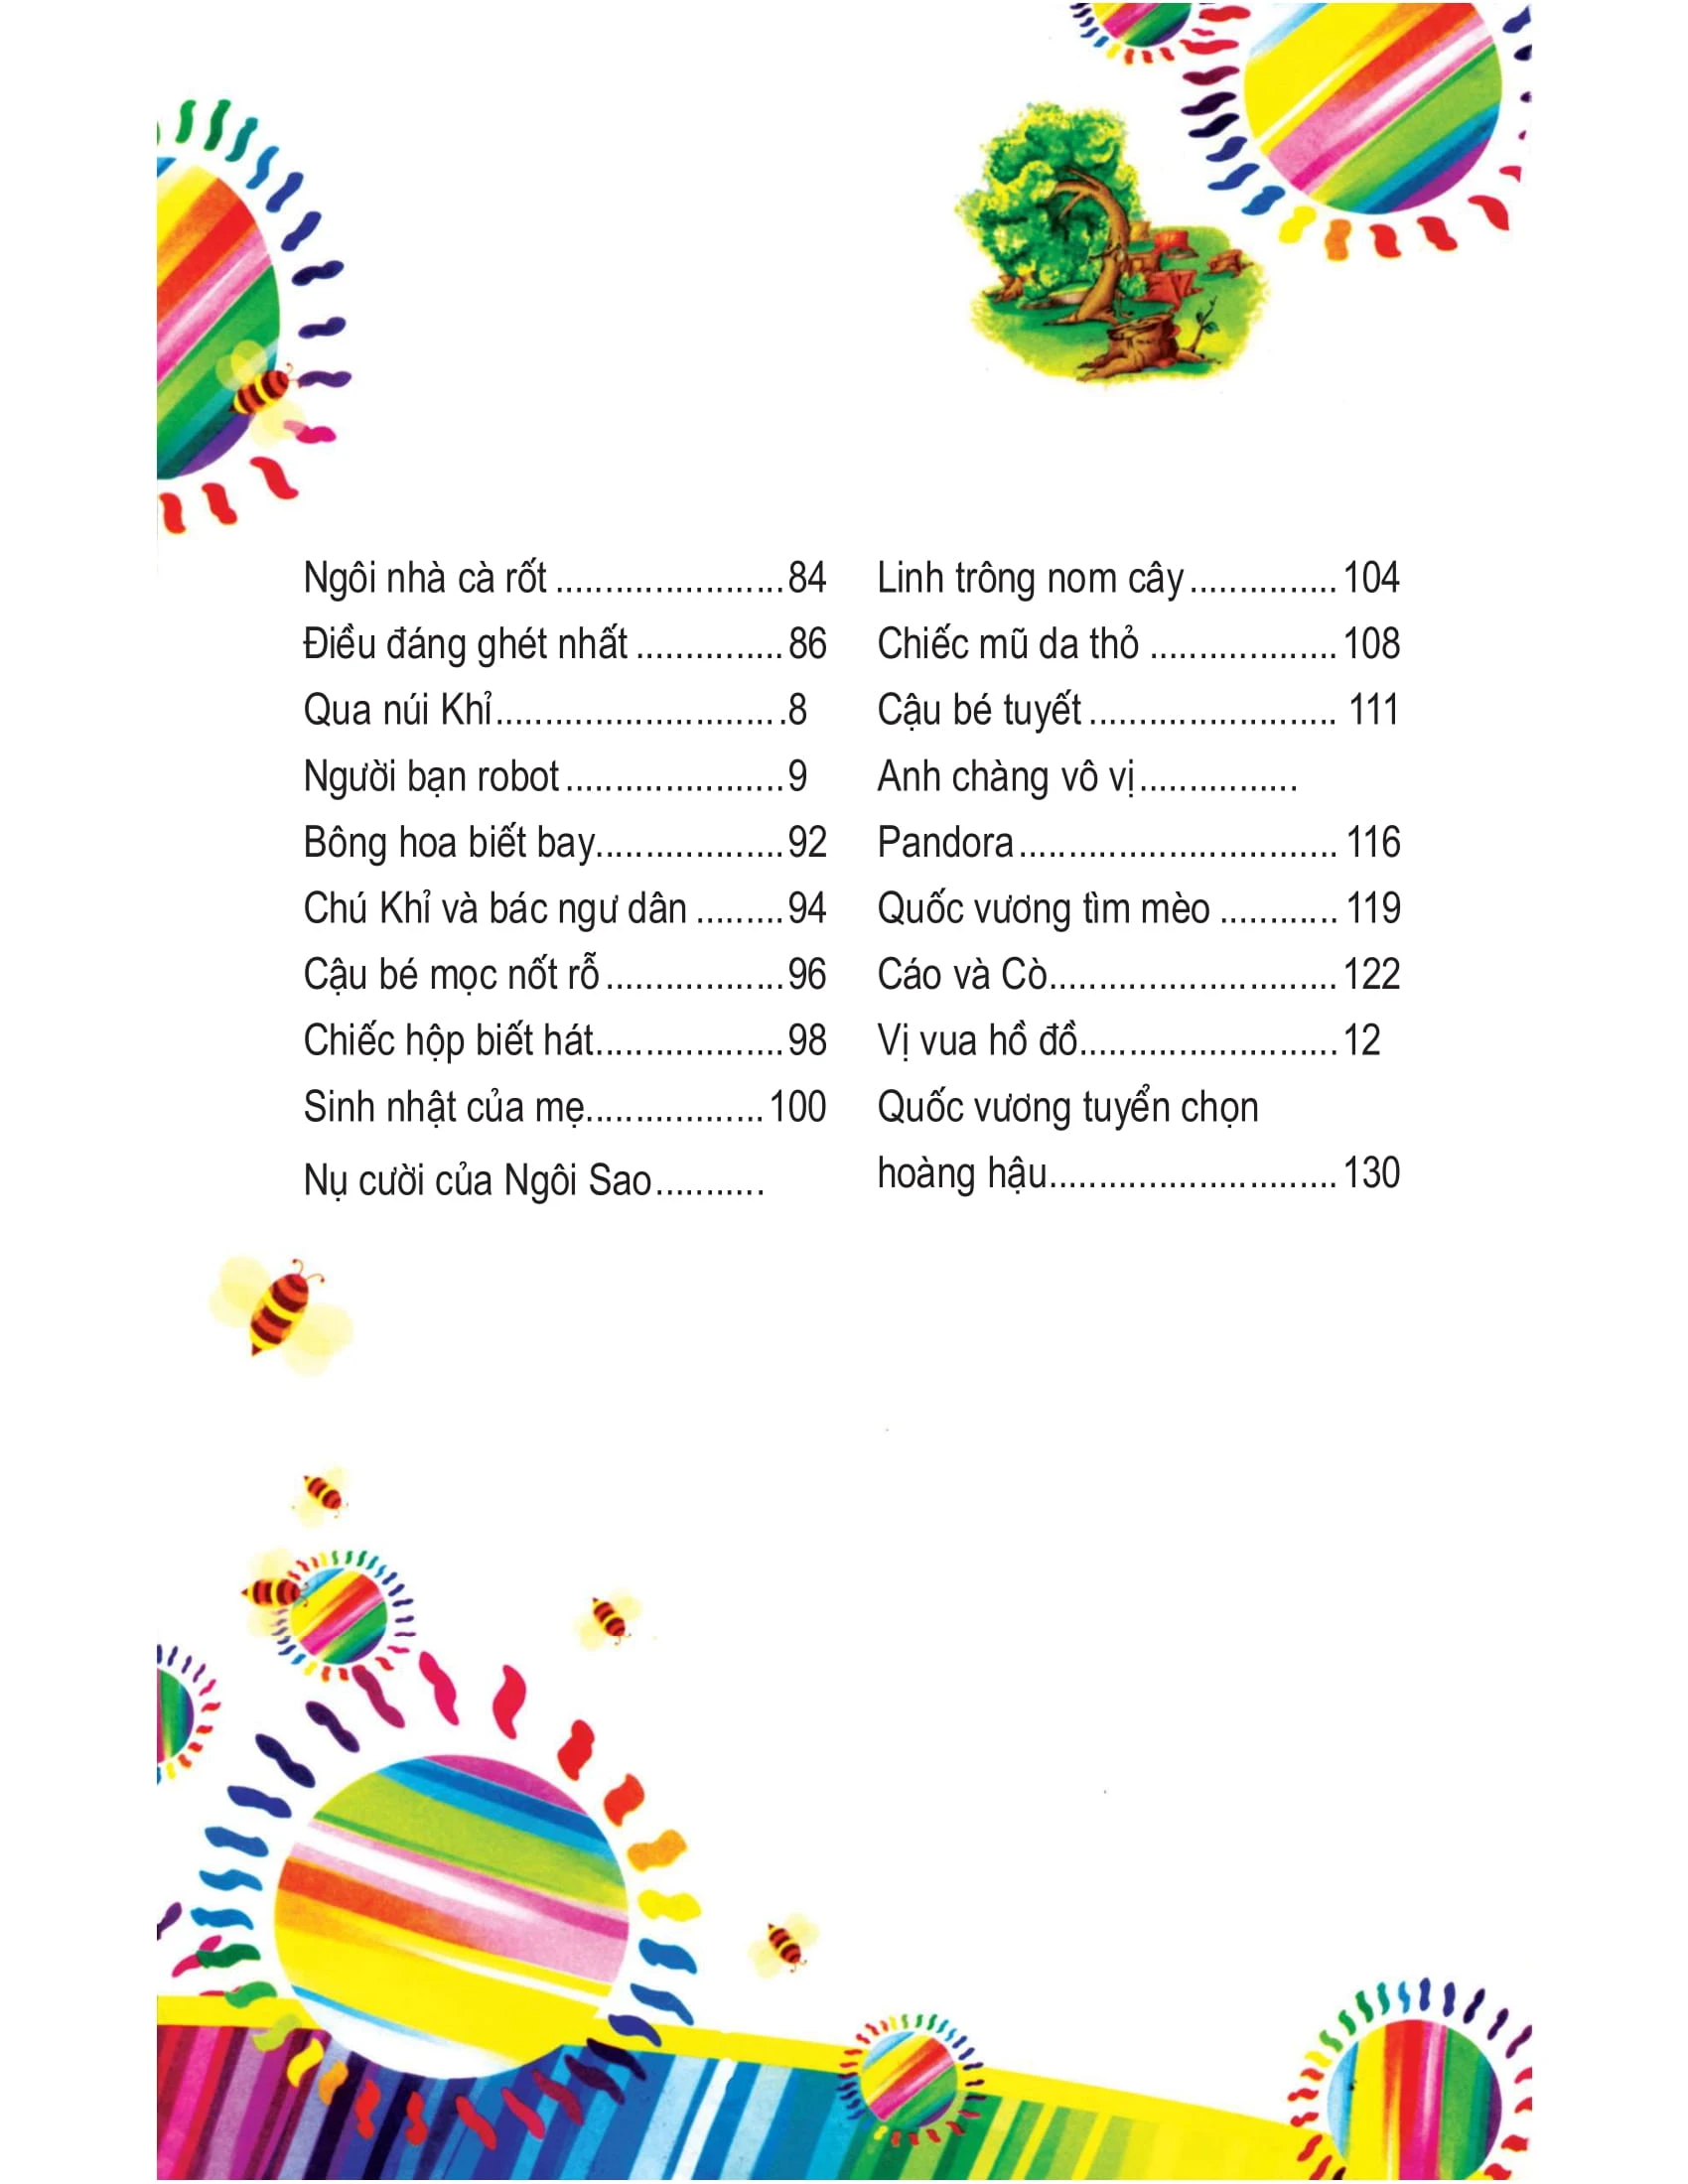 Ngôi nhà cà rốt .......................84
Điều đáng ghét nhất ...............86
Qua núi Khỉ..............................8
Người bạn robot......................9
Bông hoa biết bay...................92
Chú Khỉ và bác ngư dân .........94
Cậu bé mọc nốt rỗ..................96
Chiếc hộp biết hát...................98
Sinh nhật của mẹ..................100
Nụ cười của Ngôi Sao...........
Linh trông nom cây...............104
Chiếc mũ da thỏ ...................108
Cậu bé tuyết......................... 111
Anh chàng vô vị................
Pandora................................ 116
Quốc vương tìm mèo ............ 119
Cáo và Cò.............................122
Vị vua hồ đồ..........................12
Quốc vương tuyển chọn
hoàng hậu.............................130